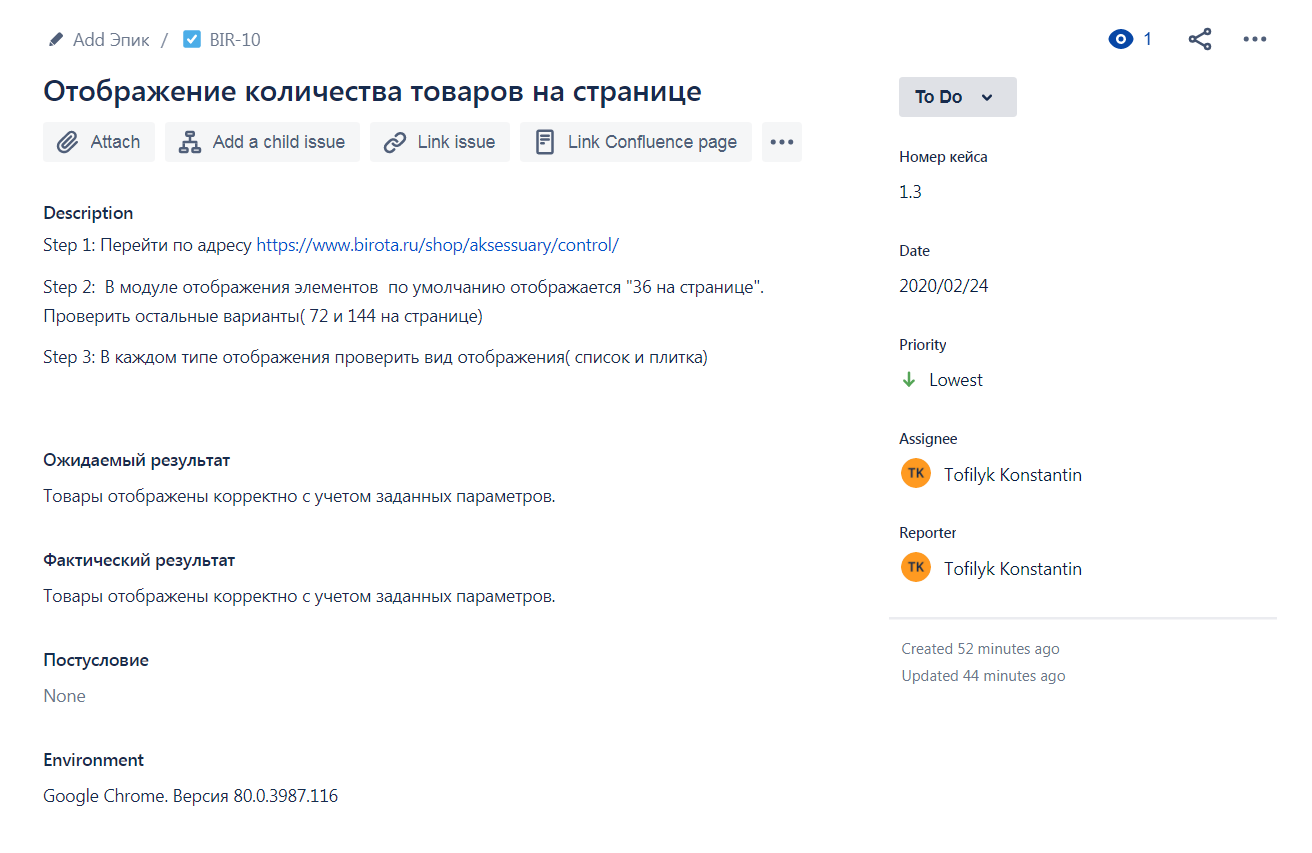 Add Эпик / BIR-10
1
Отображение количества товаров на странице
Attach
Add a child issue
Link issue
Link Confluence page
Description
Step 1: Перейти по адресу https://www.birota.ru/shop/aksessuary/control/
Step 2:  В модуле отображения элементов  по умолчанию отображается "36 на странице".
Проверить остальные варианты( 72 и 144 на странице)
Step 3: В каждом типе отображения проверить вид отображения( список и плитка)
Ожидаемый результат
Товары отображены корректно с учетом заданных параметров.
Фактический результат
Товары отображены корректно с учетом заданных параметров.
Постусловие
None
Environment
Google Chrome. Версия 80.0.3987.116
To Do
Номер кейса
1.3
Date
2020/02/24
Priority
Lowest
Assignee
TK Tofilyk Konstantin
Reporter
TK Tofilyk Konstantin
Created 52 minutes ago
Updated 44 minutes ago